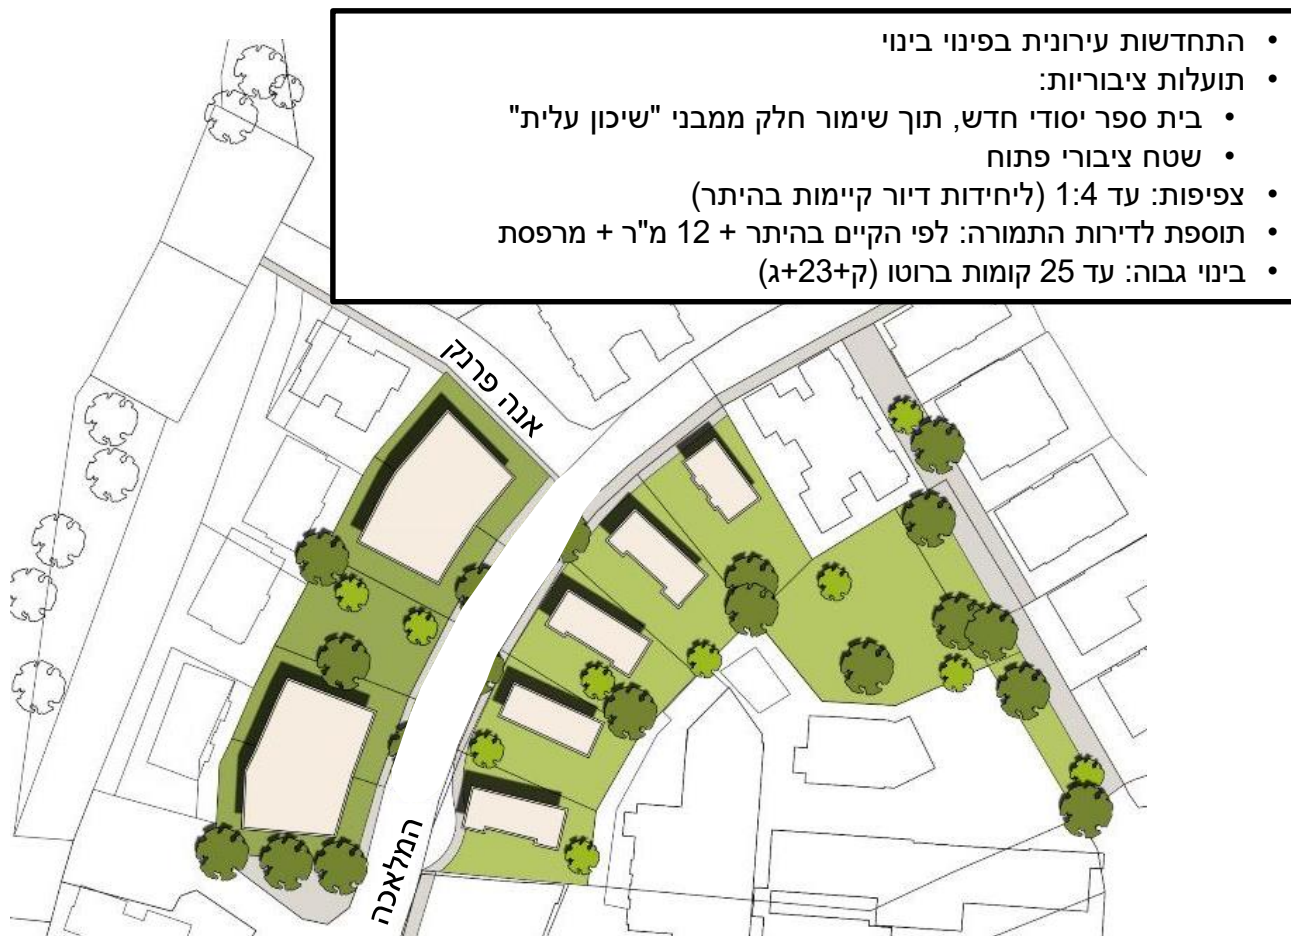 • התחדשות עירונית בפינוי בינוי
• תועלות ציבוריות:
• בית ספר יסודי חדש, תוך שימור חלק ממבני "שיכון עלית"
• שטח ציבורי פתוח
• צפיפות: עד 1:4 (ליחידות דיור קיימות בהיתר)
• תוספת לדירות התמורה: לפי הקיים בהיתר + 12 מ"ר + מרפסת
• בינוי גבוה: עד 25 קומות ברוטו (ק+23+ג)
אנה פרנק
המלאכה